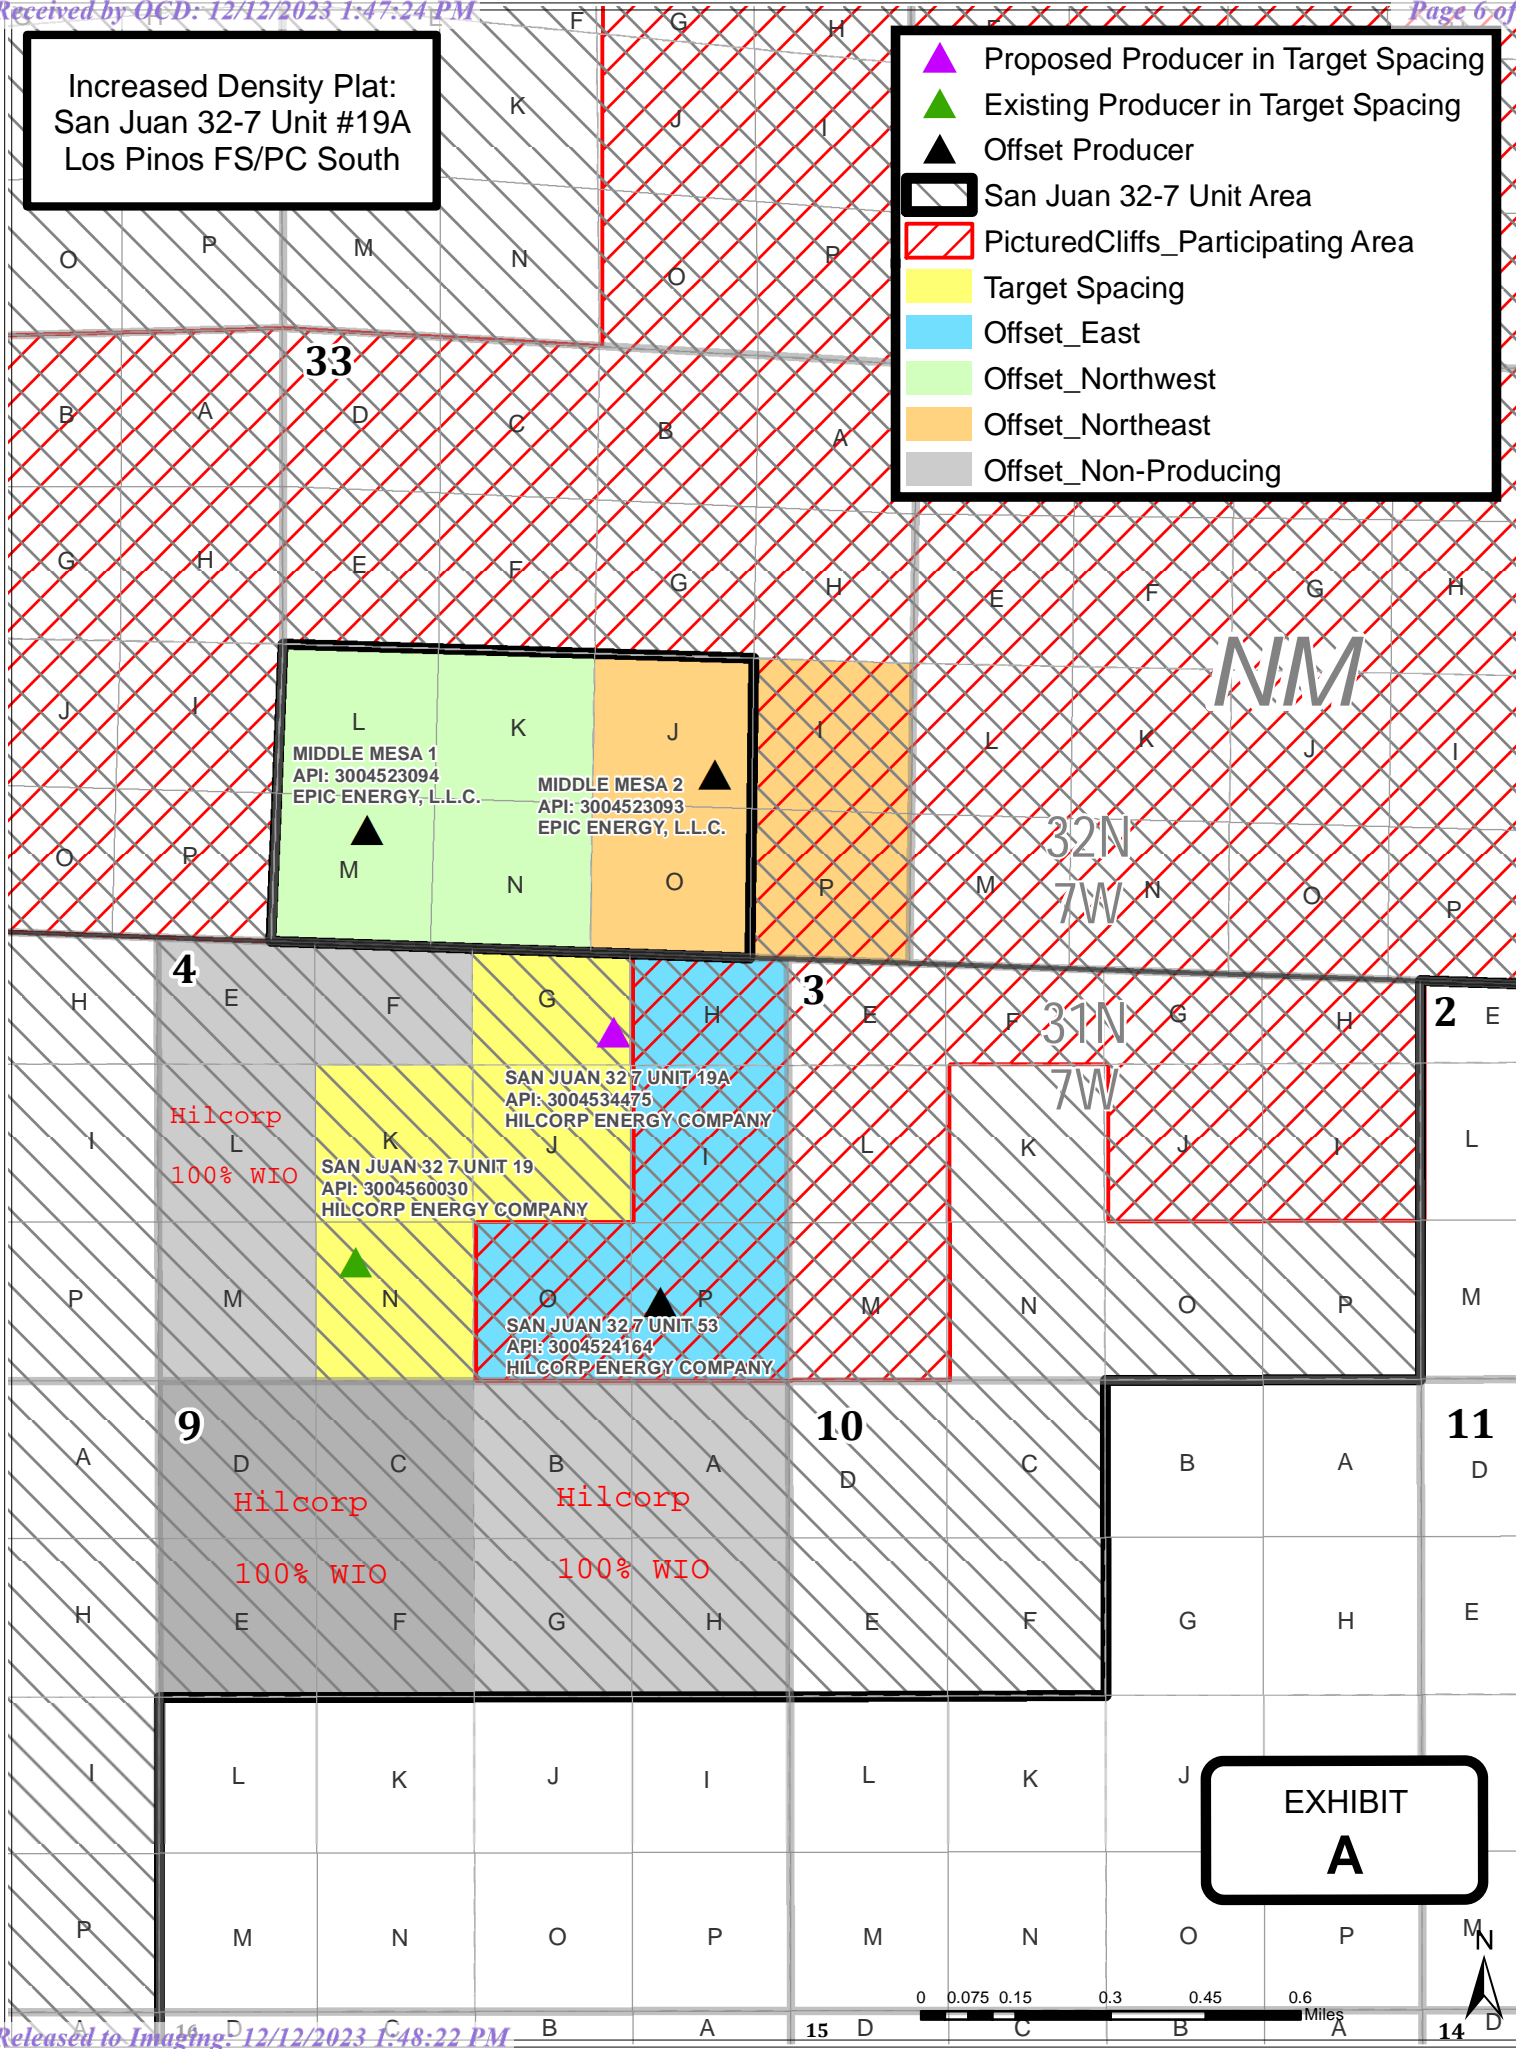 Received by OCD: 12/12/2023 1:47:24 PM
Page 6 of
Increased Density Plat:
San Juan 32-7 Unit #19A
Los Pinos FS/PC South
Proposed Producer in Target Spacing
Existing Producer in Target Spacing
Offset Producer
San Juan 32-7 Unit Area
PicturedCliffs_Participating Area
Target Spacing
Offset_East
Offset_Northwest
Offset_Northeast
Offset_Non-Producing
F G H
K J I
O P M N O P
33
B A D C B A
G H E F G H E F G H
NM
J I L K J I L K J I
MIDDLE MESA 1
API: 3004523094
EPIC ENERGY, L.L.C.
MIDDLE MESA 2
API: 3004523093
EPIC ENERGY, L.L.C.
32N
7W
O P M N O P M N O P
4 3 2
H E F G H E F G H E
31N
7W
SAN JUAN 32 7 UNIT 19A
API: 3004534475
HILCORP ENERGY COMPANY
Hilcorp
100% WIO
I L K J I L K J I L
SAN JUAN 32 7 UNIT 19
API: 3004560030
HILCORP ENERGY COMPANY
P M N O P M N O P M
SAN JUAN 32 7 UNIT 53
API: 3004524164
HILCORP ENERGY COMPANY
9 10 11
A D C B A D C B A D
Hilcorp
100% WIO
Hilcorp
100% WIO
H E F G H E F G H E
I L K J I L K J
EXHIBIT
A
P M N O P M N O P M
N
0 0.075 0.15 0.3 0.45 0.6
Miles
A 16 D C B A 15 D C B A 14 D
Released to Imaging: 12/12/2023 1:48:22 PM